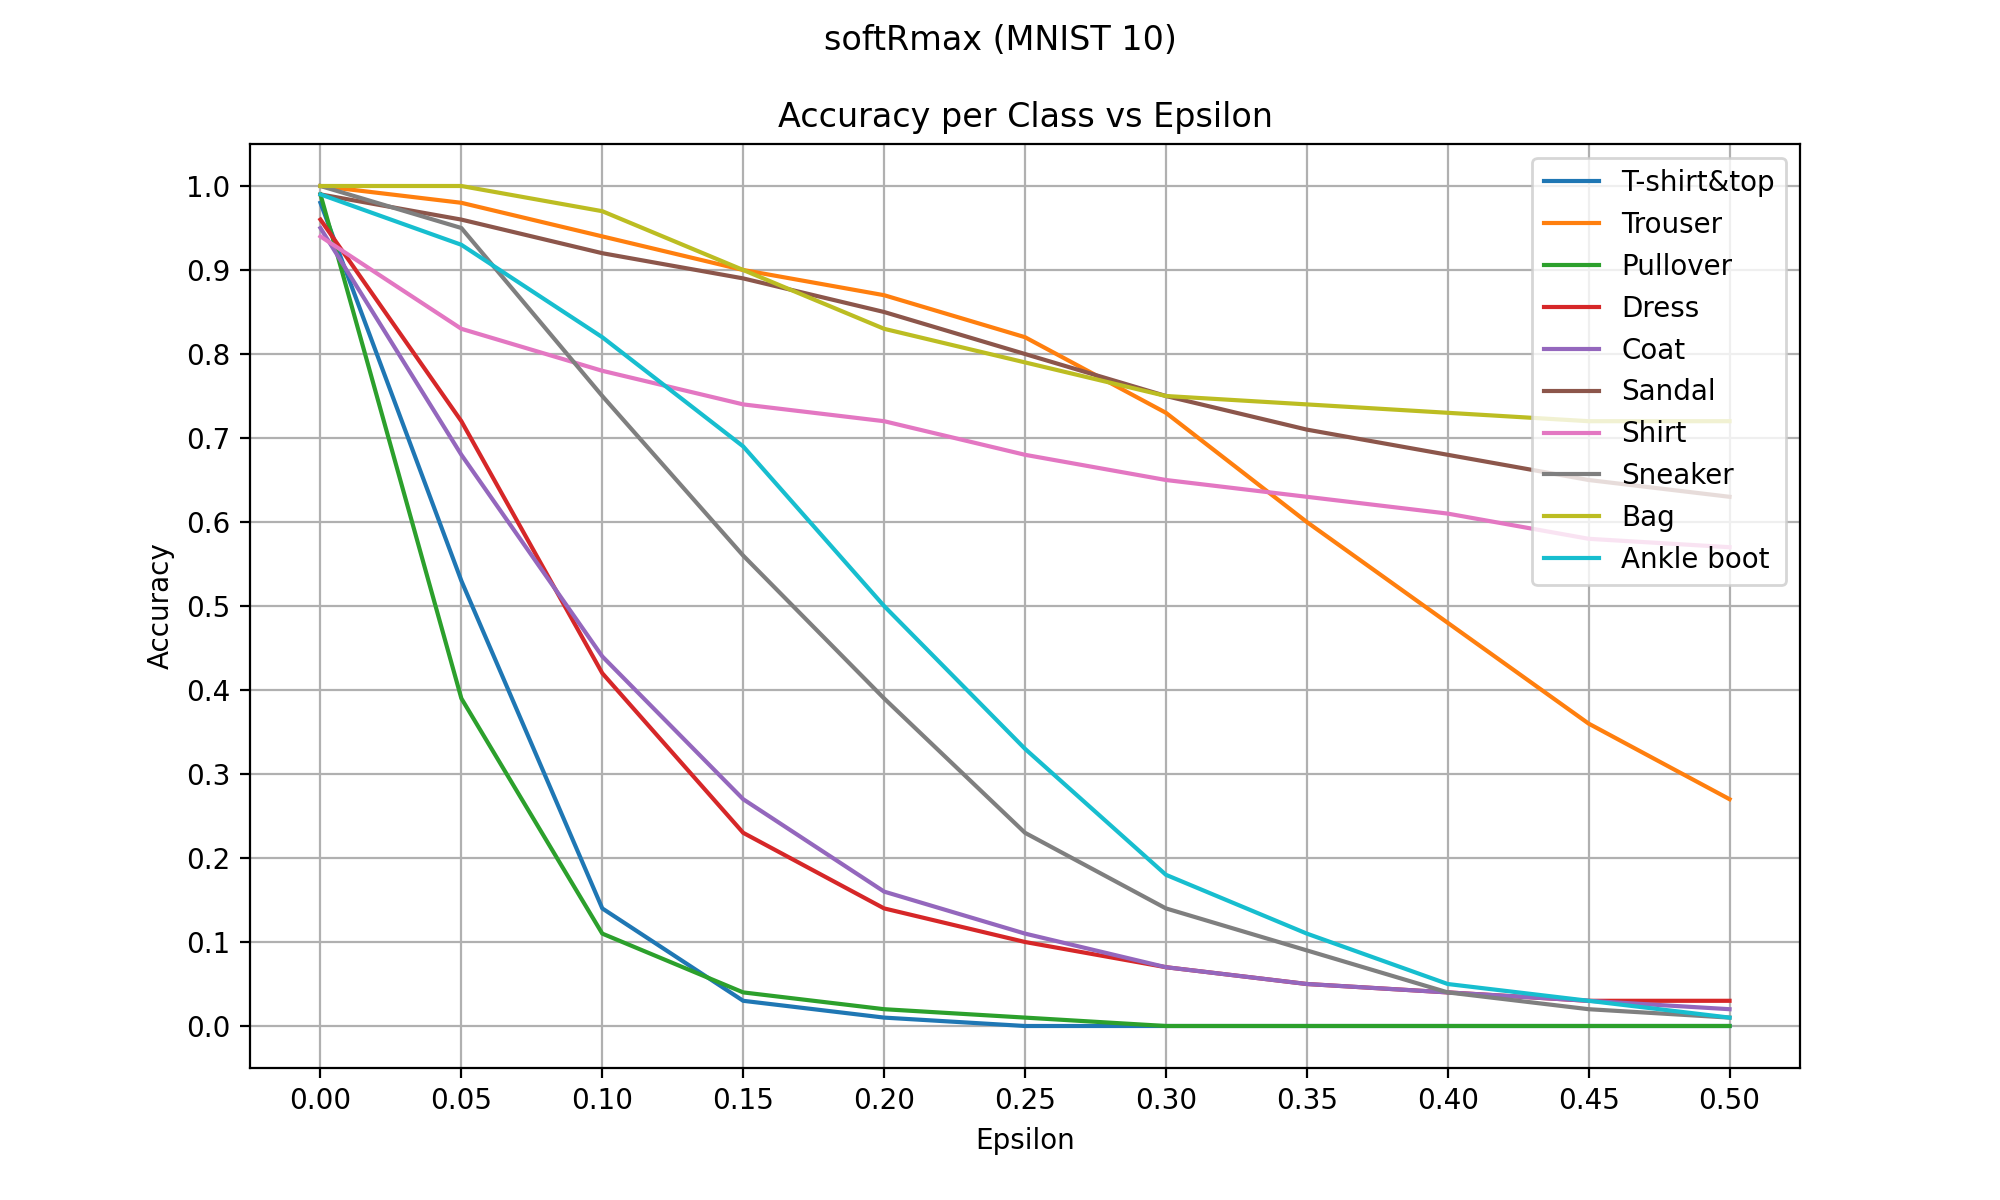 softRmax (MNIST 10)
Accuracy per Class vs Epsilon
1.0
0.9
0.8
0.7
0.6
0.5
0.4
0.3
0.2
0.1
0.0
Accuracy
T-shirt&top
Trouser
Pullover
Dress
Coat
Sandal
Shirt
Sneaker
Bag
Ankle boot
0.00 0.05 0.10 0.15 0.20 0.25 0.30 0.35 0.40 0.45 0.50
Epsilon